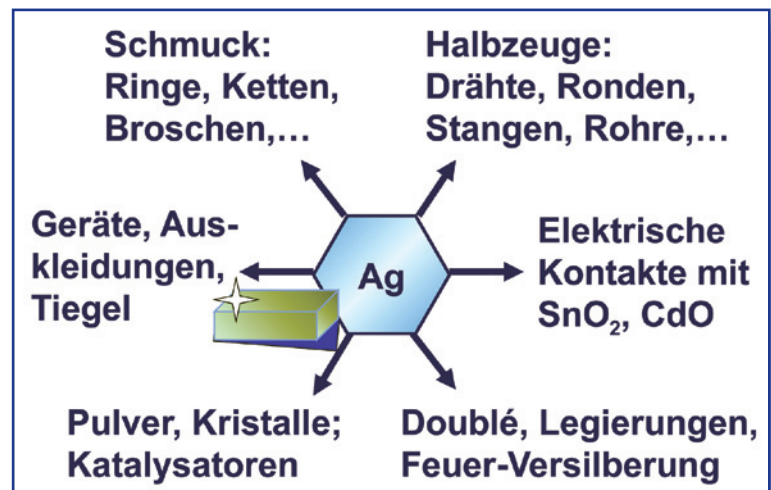 Schmuck:
Ringe, Ketten,
Broschen,…
Halbzeuge:
Drähte, Ronden,
Stangen, Rohre,…
Geräte, Aus-
kleidungen,
Tiegel
Ag
Elektrische
Kontakte mit
SnO₂, CdO
Pulver, Kristalle;
Katalysatoren
Doublé, Legierungen,
Feuer-Versilberung